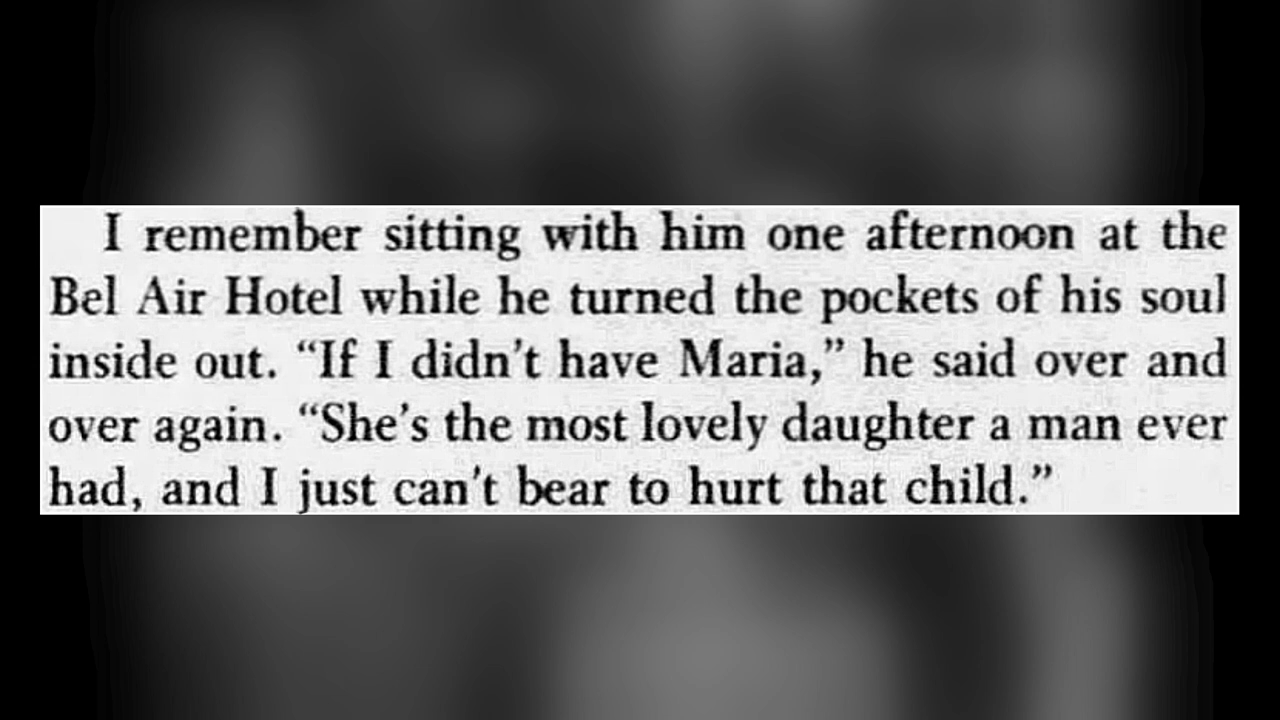 I remember sitting with him one afternoon at the
Bel Air Hotel while he turned the pockets of his soul
inside out. “If I didn't have Maria,” he said over and
over again. “She's the most lovely daughter a man ever
had, and I just can't bear to hurt that child.”